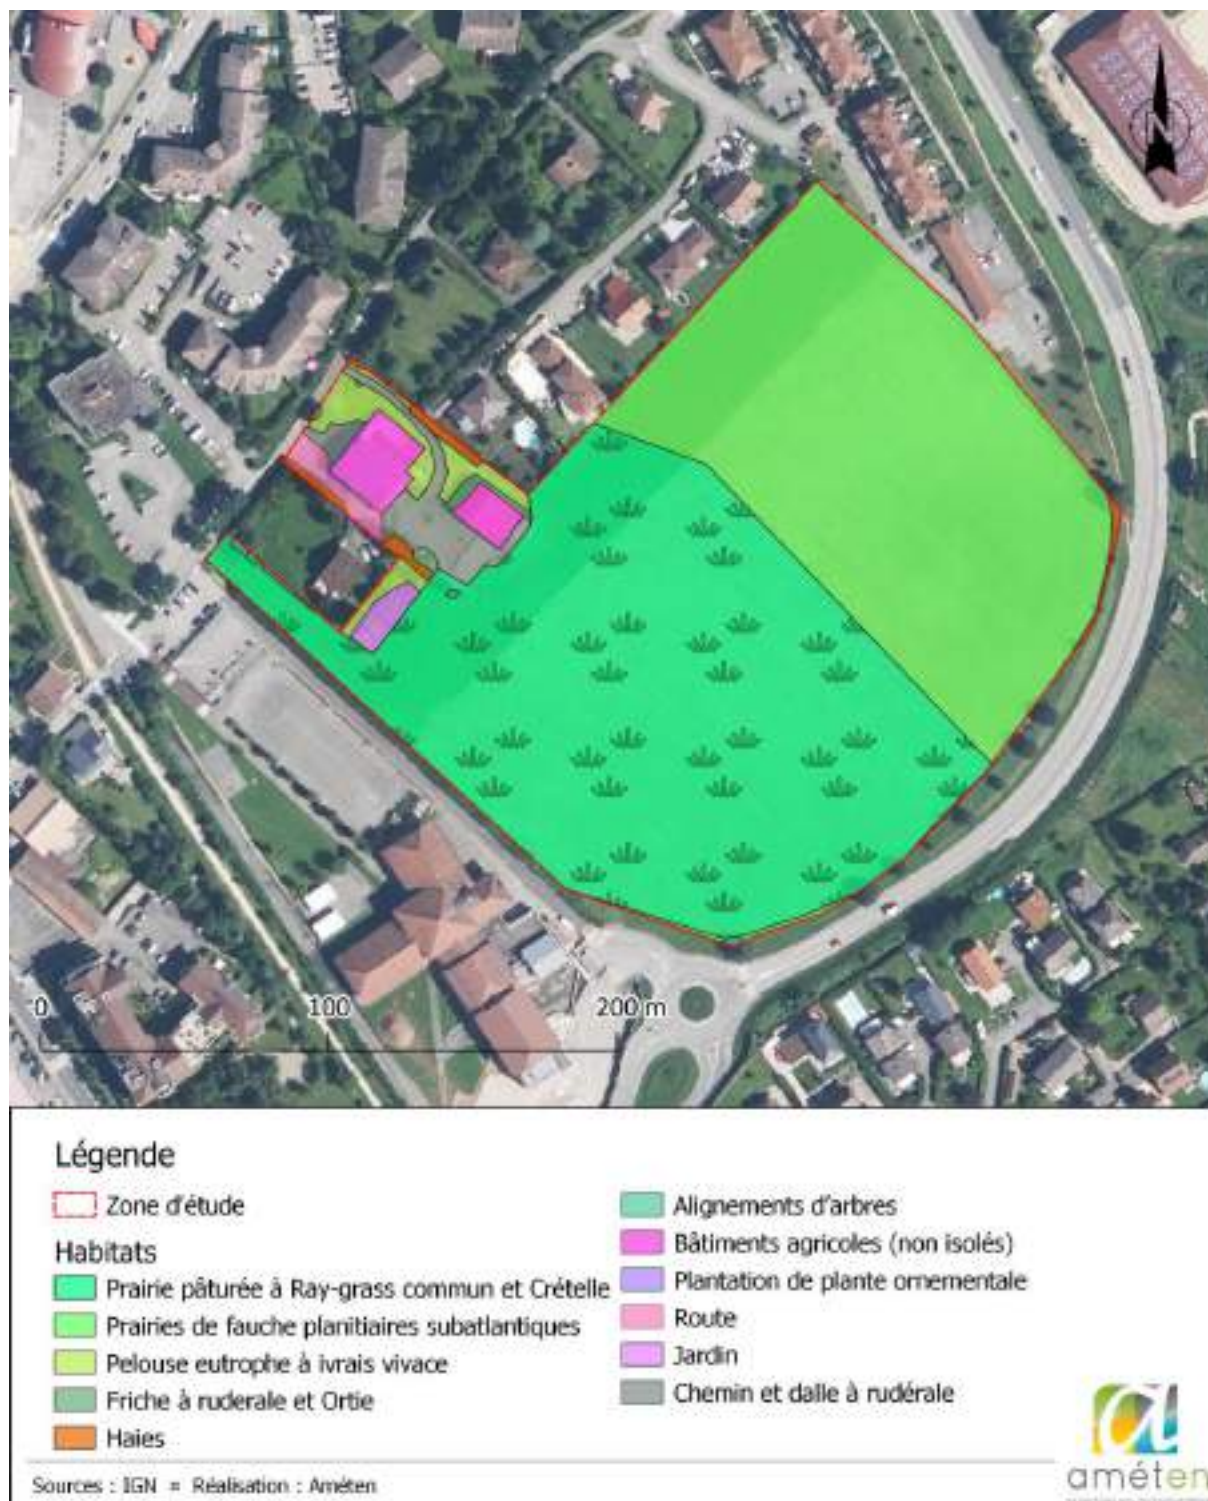 N
0 100 200 m
Légende
Zone d'étude
Habitats
Prairie pâturée à Ray-grass commun et Crételle
Prairies de fauche planitiaires subatlantiques
Pelouse eutrophe à ivrais vivace
Friche à ruderale et Ortie
Haies
Alignements d'arbres
Bâtiments agricoles (non isolés)
Plantation de plante ornementale
Route
Jardin
Chemin et dalle à rudérale
Sources : IGN - Réalisation : Améten
améten